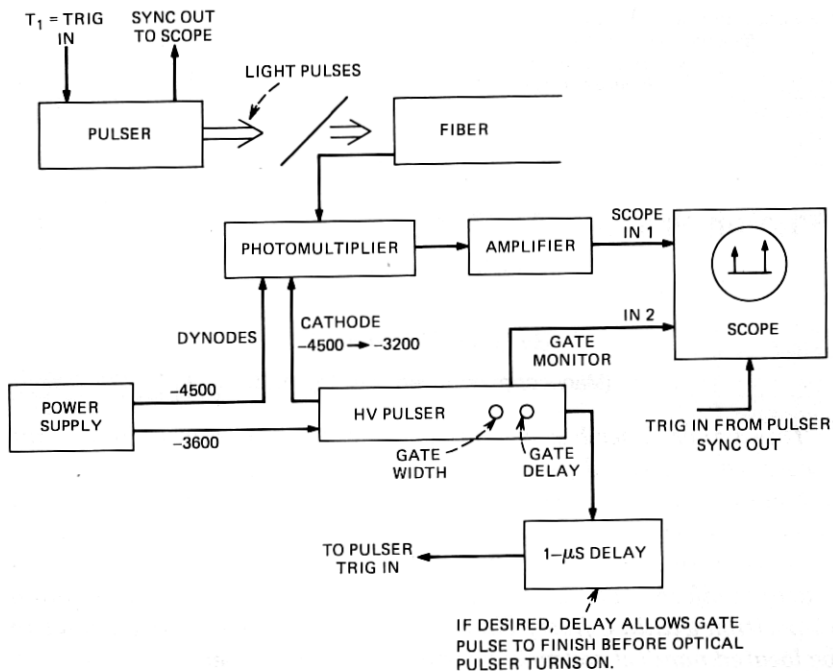 T₁ = TRIG
IN
SYNC OUT
TO SCOPE
LIGHT PULSES
PULSER
FIBER
PHOTOMULTIPLIER
AMPLIFIER
SCOPE
IN 1
SCOPE
IN 2
DYNODES
CATHODE
-4500 → -3200
GATE
MONITOR
POWER
SUPPLY
-4500
-3600
HV PULSER
GATE
WIDTH
GATE
DELAY
TRIG IN FROM PULSER
SYNC OUT
TO PULSER
TRIG IN
1-μS DELAY
IF DESIRED, DELAY ALLOWS GATE
PULSE TO FINISH BEFORE OPTICAL
PULSER TURNS ON.